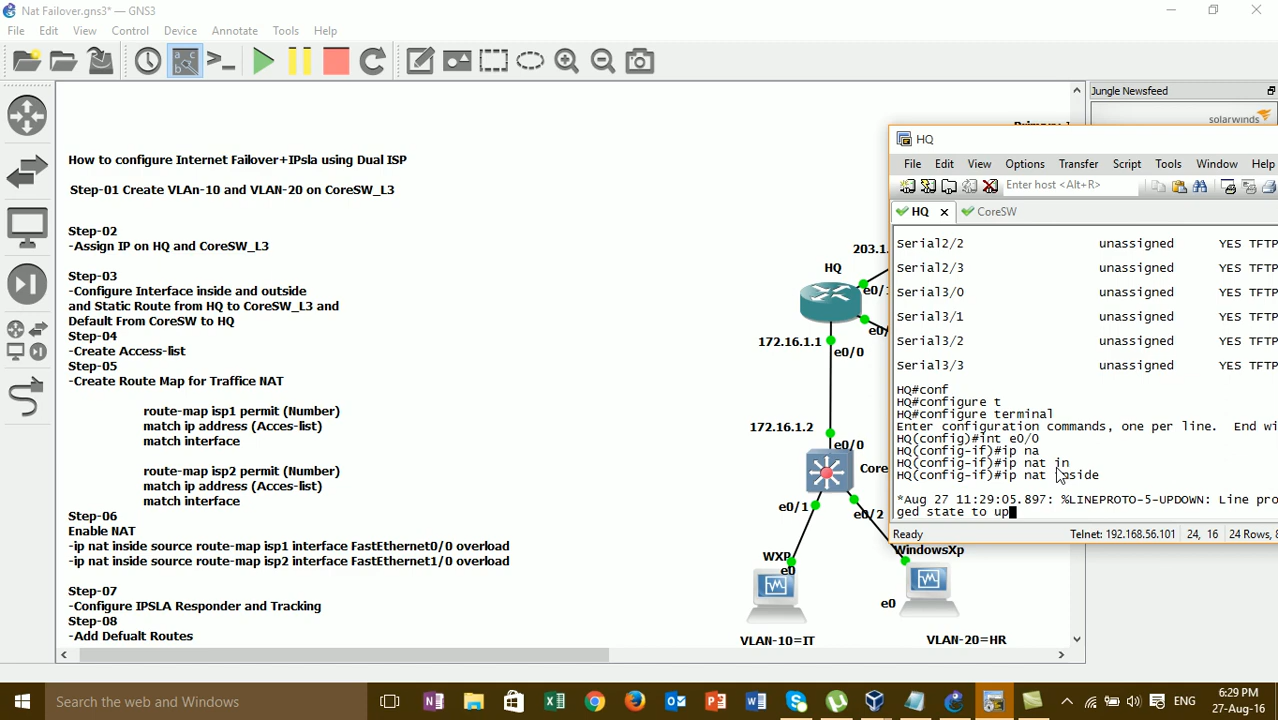 Nat Failover.gns3* — GNS3
File Edit View Control Device Annotate Tools Help
Jungle Newsfeed
solarwinds
How to configure Internet Failover+IPsla using Dual ISP
Step-01 Create VLAn-10 and VLAN-20 on CoreSW_L3
Step-02
-Assign IP on HQ and CoreSW_L3
Step-03
-Configure Interface inside and outside
and Static Route from HQ to CoreSW_L3 and
Default From CoreSW to HQ
Step-04
-Create Access-list
Step-05
-Create Route Map for Traffice NAT
route-map isp1 permit (Number)
match ip address (Acces-list)
match interface
route-map isp2 permit (Number)
match ip address (Acces-list)
match interface
Step-06
Enable NAT
-ip nat inside source route-map isp1 interface FastEthernet0/0 overload
-ip nat inside source route-map isp2 interface FastEthernet1/0 overload
Step-07
-Configure IPSLA Responder and Tracking
Step-08
-Add Defualt Routes
203.1.
HQ
e0/
e0/
172.16.1.1
e0/0
172.16.1.2
e0/0
Core
e0/1
e0/2
WXP
e0
WindowsXp
e0
VLAN-10=IT
VLAN-20=HR
HQ
File Edit View Options Transfer Script Tools Window Help
Enter host <Alt+R>
HQ
CoreSW
Serial2/2 unassigned YES TFTP
Serial2/3 unassigned YES TFTP
Serial3/0 unassigned YES TFTP
Serial3/1 unassigned YES TFTP
Serial3/2 unassigned YES TFTP
Serial3/3 unassigned YES TFTP
HQ#conf
HQ#configure t
HQ#configure terminal
Enter configuration commands, one per line. End wi
HQ(config)#int e0/0
HQ(config-if)#ip na
HQ(config-if)#ip nat in
HQ(config-if)#ip nat inside
*Aug 27 11:29:05.897: %LINEPROTO-5-UPDOWN: Line pro
ged state to up
Ready Telnet: 192.168.56.101 24, 16 24 Rows, 8
Search the web and Windows
ENG
6:29 PM
27-Aug-16